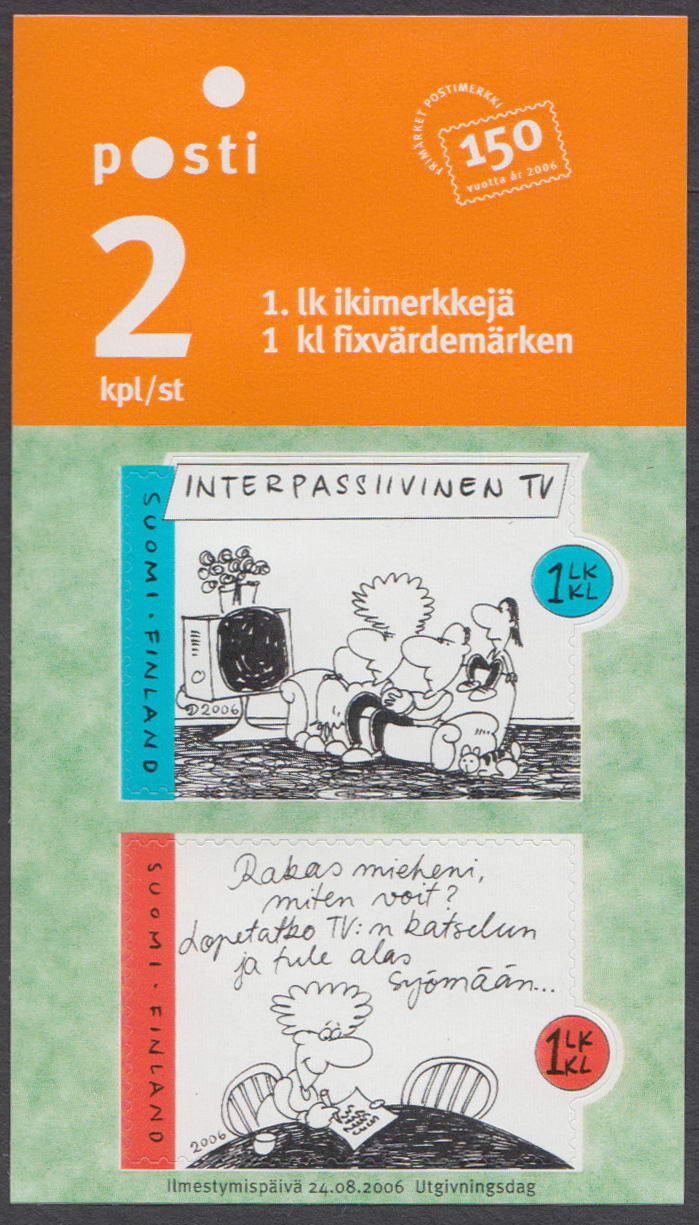 posti
FRIMÄRKET POSTIMERKKI
150
vuotta år 2006
2
kpl/st
1. lk ikimerkkejä
1 kl fixvärdemärken
INTERPASSIIVINEN TV
SUOMI · FINLAND
1 LK KL
D2006
Rakas mieheni,
miten voit?
Lopetatko TV:n katselun
ja tule alas
syömään...
SUOMI · FINLAND
1 LK KL
2006
Ilmestymispäivä 24.08.2006 Utgivningsdag